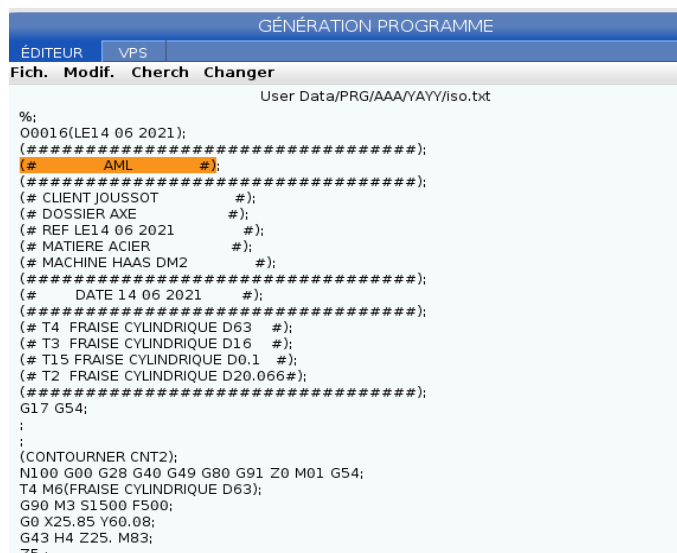 GÉNÉRATION PROGRAMME
ÉDITEUR VPS
Fich. Modif. Cherch Changer
User Data/PRG/AAA/YAYY/iso.txt
%;
O0016(LE14 06 2021);
(#################################);
(# AML #);
(#################################);
(# CLIENT JOUSSOT #);
(# DOSSIER AXE #);
(# REF LE14 06 2021 #);
(# MATIERE ACIER #);
(# MACHINE HAAS DM2 #);
(#################################);
(# DATE 14 06 2021 #);
(#################################);
(# T4 FRAISE CYLINDRIQUE D63 #);
(# T3 FRAISE CYLINDRIQUE D16 #);
(# T15 FRAISE CYLINDRIQUE D0.1 #);
(# T2 FRAISE CYLINDRIQUE D20.066#);
(#################################);
G17 G54;
;
;
(CONTOURNER CNT2);
N100 G00 G28 G40 G49 G80 G91 Z0 M01 G54;
T4 M6(FRAISE CYLINDRIQUE D63);
G90 M3 S1500 F500;
G0 X25.85 Y60.08;
G43 H4 Z25. M83;